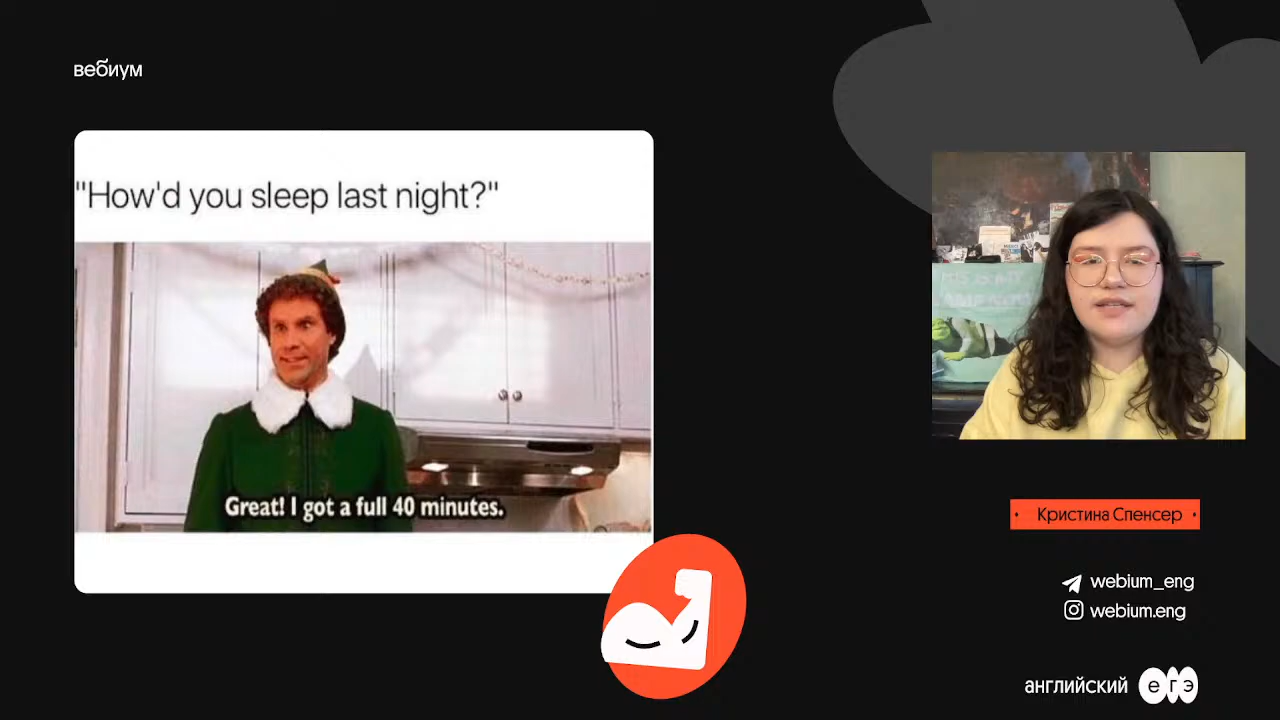 вебиум
"How'd you sleep last night?"
Great! I got a full 40 minutes.
Кристина Спенсер
webium_eng
webium.eng
английский егэ